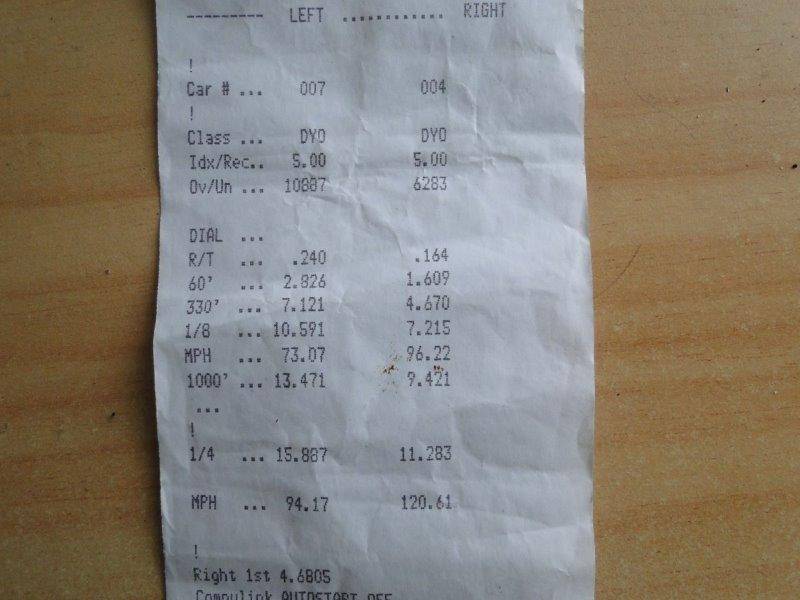 --------- LEFT ............ RIGHT
!
Car # ... 007 004
!
Class ... DYO DYO
Idx/Rec.. 5.00 5.00
Ov/Un ... 10887 6283
DIAL ...
R/T ... .240 .164
60' ... 2.826 1.609
330' ... 7.121 4.670
1/8 ... 10.591 7.215
MPH ... 73.07 96.22
1000' ... 13.471 9.421
...
!
1/4 ... 15.887 11.283
MPH ... 94.17 120.61
!
Right 1st 4.6805
Compulink AUTOSTART OFF